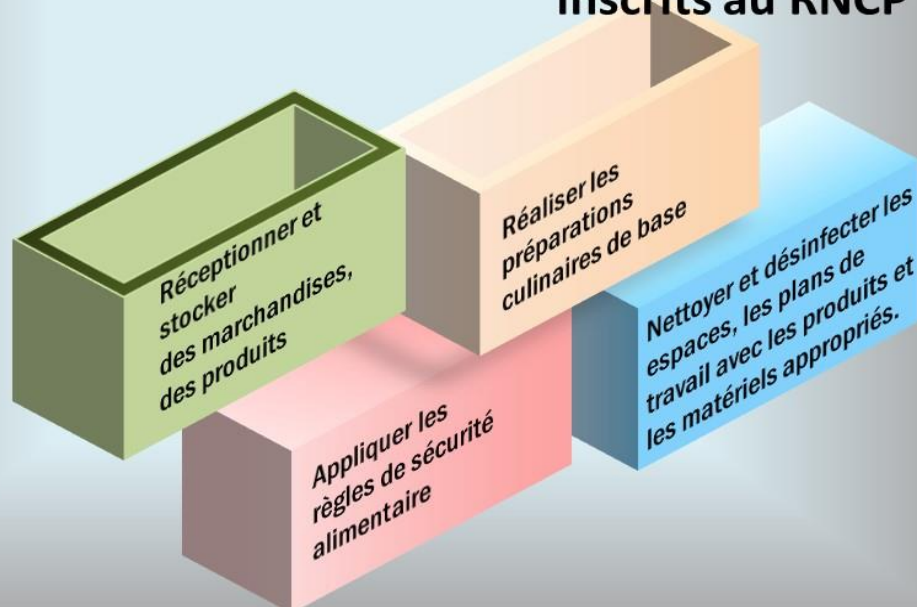 inscrits au RNCP
Réceptionner et
stocker
des marchandises,
des produits
Réaliser les
préparations
culinaires de base
Nettoyer et désinfecter les
espaces, les plans de
travail avec les produits et
les matériels appropriés.
Appliquer les
règles de sécurité
alimentaire